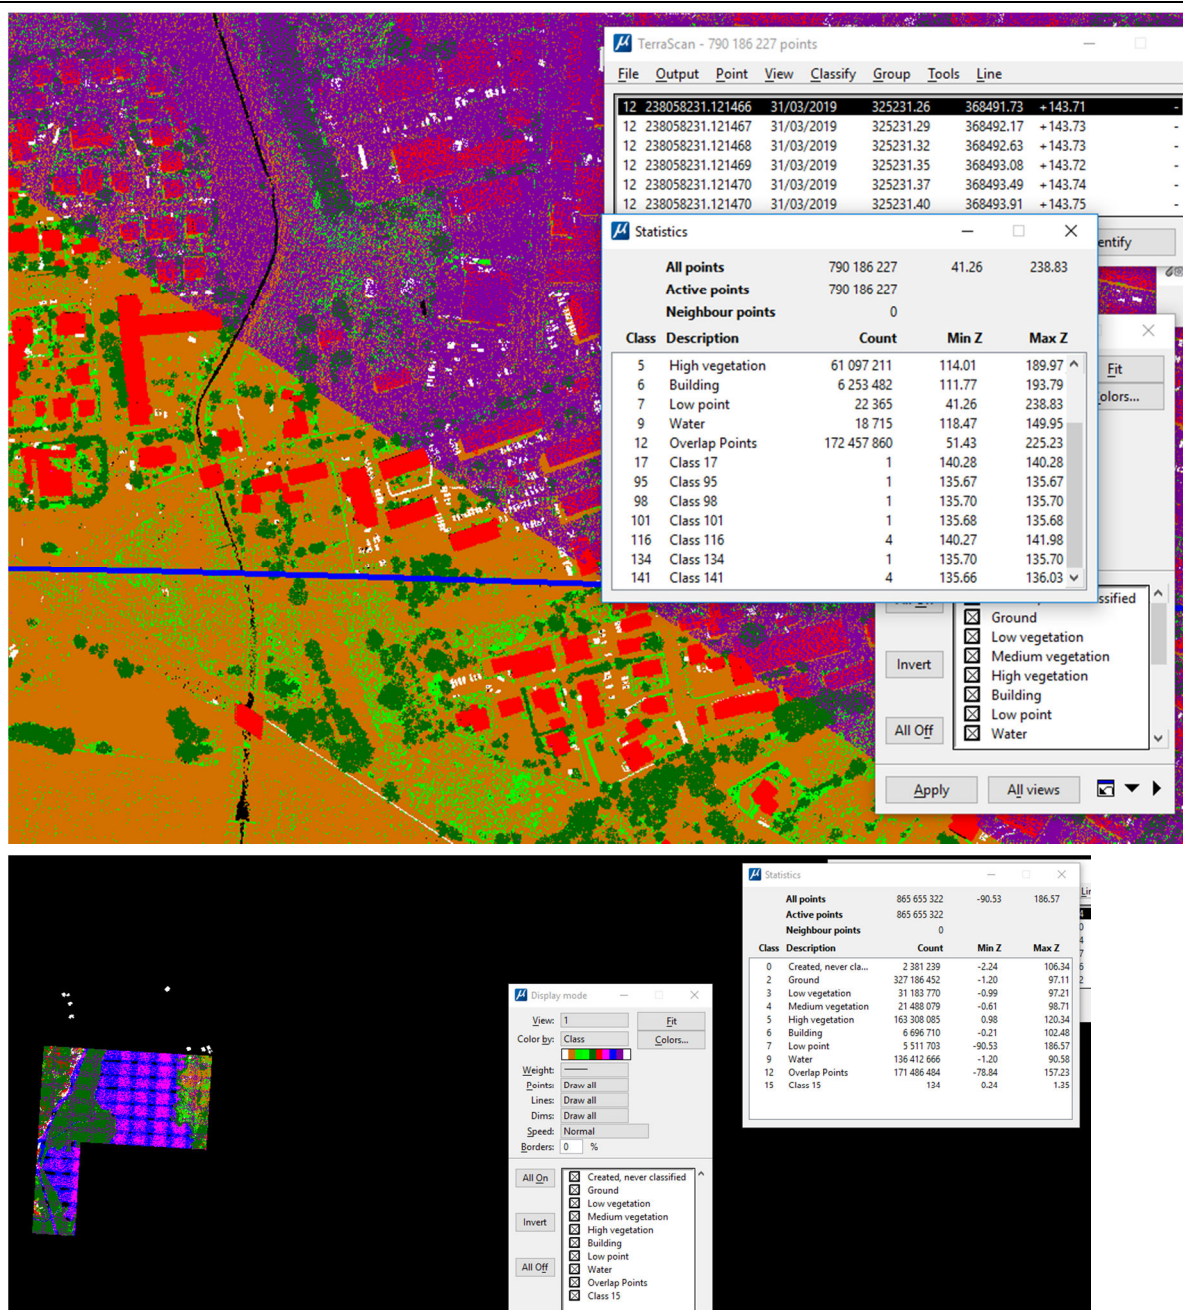 TerraScan - 790 186 227 points
File Output Point View Classify Group Tools Line
12 238058231.121466 31/03/2019 325231.26 368491.73 +143.71 -
12 238058231.121467 31/03/2019 325231.29 368492.17 +143.73 -
12 238058231.121468 31/03/2019 325231.32 368492.63 +143.73 -
12 238058231.121469 31/03/2019 325231.35 368493.08 +143.72 -
12 238058231.121470 31/03/2019 325231.37 368493.49 +143.74 -
12 238058231.121470 31/03/2019 325231.40 368493.91 +143.75 -
entify
Statistics
All points 790 186 227 41.26 238.83
Active points 790 186 227
Neighbour points 0
Class Description Count Min Z Max Z
5 High vegetation 61 097 211 114.01 189.97
6 Building 6 253 482 111.77 193.79
7 Low point 22 365 41.26 238.83
9 Water 18 715 118.47 149.95
12 Overlap Points 172 457 860 51.43 225.23
17 Class 17 1 140.28 140.28
95 Class 95 1 135.67 135.67
98 Class 98 1 135.70 135.70
101 Class 101 1 135.68 135.68
116 Class 116 4 140.27 141.98
134 Class 134 1 135.70 135.70
141 Class 141 4 135.66 136.03
Fit
olors...
ssified
Ground
Low vegetation
Medium vegetation
High vegetation
Building
Low point
Water
Invert
All Off
Apply All views
Statistics
All points 865 655 322 -90.53 186.57
Active points 865 655 322
Neighbour points 0
Class Description Count Min Z Max Z
0 Created, never cla... 2 381 239 -2.24 106.34
2 Ground 327 186 452 -1.20 97.11
3 Low vegetation 31 183 770 -0.99 97.21
4 Medium vegetation 21 488 079 -0.61 98.71
5 High vegetation 163 308 085 0.98 120.34
6 Building 6 696 710 -0.21 102.48
7 Low point 5 511 703 -90.53 186.57
9 Water 136 412 666 -1.20 90.58
12 Overlap Points 171 486 484 -78.84 157.23
15 Class 15 134 0.24 1.35
Display mode
View: 1 Fit
Color by: Class Colors...
Weight:
Points: Draw all
Lines: Draw all
Dims: Draw all
Speed: Normal
Borders: 0 %
All On
Invert
All Off
Created, never classified
Ground
Low vegetation
Medium vegetation
High vegetation
Building
Low point
Water
Overlap Points
Class 15